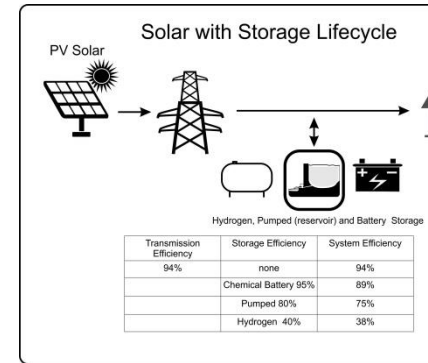 Solar with Storage Lifecycle
PV Solar
Hydrogen, Pumped (reservoir) and Battery Storage
Transmission Efficiency Storage Efficiency System Efficiency
94% none 94%
Chemical Battery 95% 89%
Pumped 80% 75%
Hydrogen 40% 38%